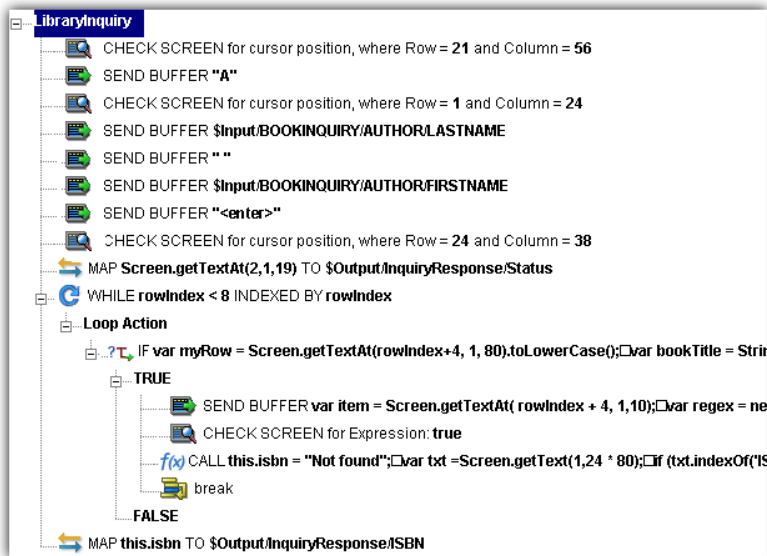 LibraryInquiry
CHECK SCREEN for cursor position, where Row = 21 and Column = 56
SEND BUFFER "A"
CHECK SCREEN for cursor position, where Row = 1 and Column = 24
SEND BUFFER $Input/BOOKINQUIRY/AUTHOR/LASTNAME
SEND BUFFER " "
SEND BUFFER $Input/BOOKINQUIRY/AUTHOR/FIRSTNAME
SEND BUFFER "<enter>"
CHECK SCREEN for cursor position, where Row = 24 and Column = 38
MAP Screen.getTextAt(2,1,19) TO $Output/InquiryResponse/Status
WHILE rowIndex < 8 INDEXED BY rowIndex
Loop Action
IF var myRow = Screen.getTextAt(rowIndex+4, 1, 80).toLowerCase();□var bookTitle = Strin
TRUE
SEND BUFFER var item = Screen.getTextAt( rowIndex + 4, 1,10);□var regex = ne
CHECK SCREEN for Expression: true
f(x) CALL this.isbn = "Not found";□var txt =Screen.getText(1,24 * 80);□if (txt.indexOf('IS
break
FALSE
MAP this.isbn TO $Output/InquiryResponse/ISBN